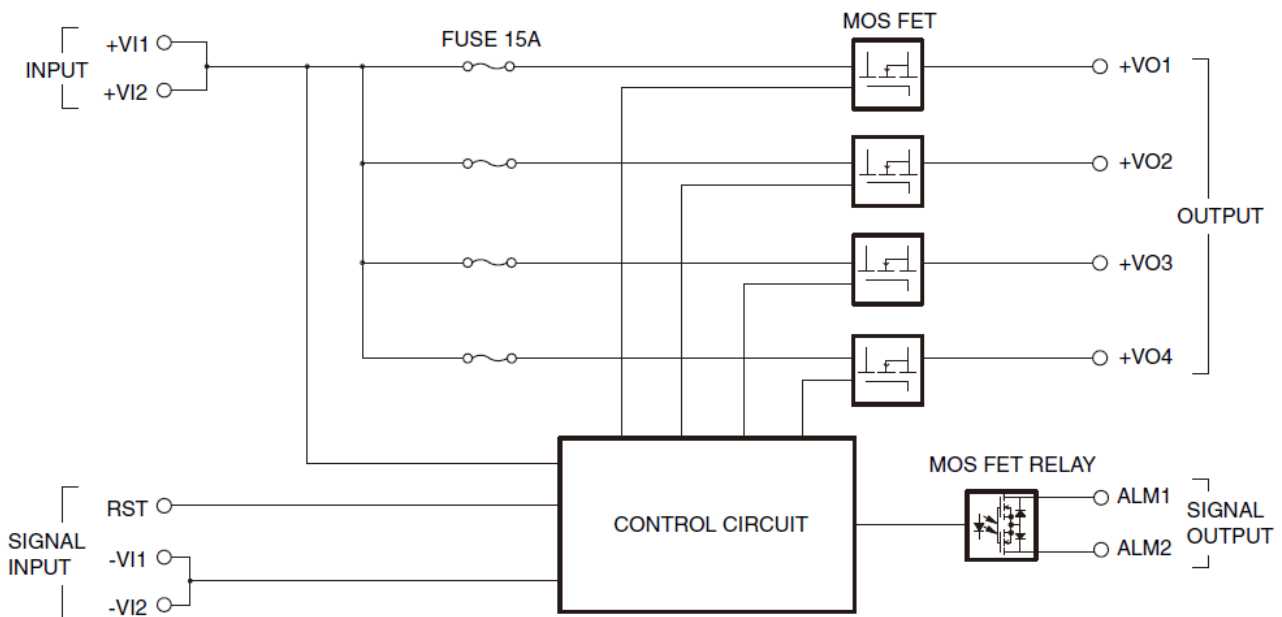 MOS FET
FUSE 15A
INPUT
+VI1
+VI2
+VO1
+VO2
+VO3
+VO4
OUTPUT
CONTROL CIRCUIT
MOS FET RELAY
SIGNAL
INPUT
RST
-VI1
-VI2
ALM1
ALM2
SIGNAL
OUTPUT